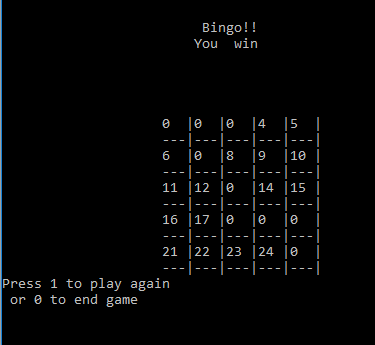 Bingo!!
You  win
0  |0  |0  |4  |5  |
---|---|---|---|---|
6  |0  |8  |9  |10 |
---|---|---|---|---|
11 |12 |0  |14 |15 |
---|---|---|---|---|
16 |17 |0  |0  |0  |
---|---|---|---|---|
21 |22 |23 |24 |0  |
---|---|---|---|---|
Press 1 to play again
 or 0 to end game